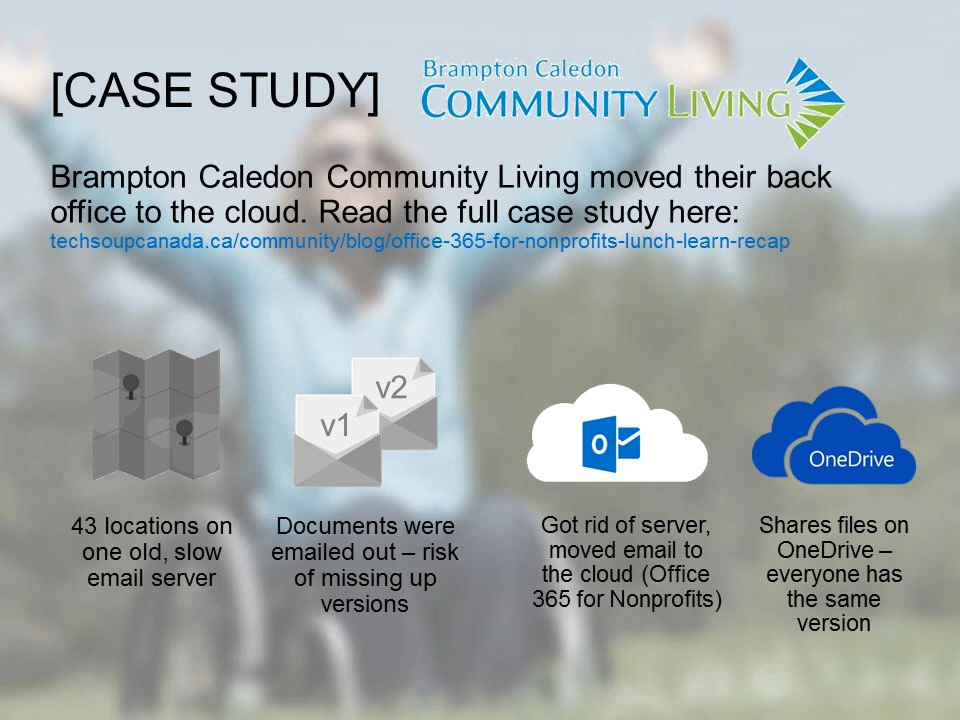 [CASE STUDY]
Brampton Caledon
COMMUNITY LIVING
Brampton Caledon Community Living moved their back
office to the cloud. Read the full case study here:
techsoupcanada.ca/community/blog/office-365-for-nonprofits-lunch-learn-recap
v1
v2
O
OneDrive
43 locations on
one old, slow
email server
Documents were
emailed out – risk
of missing up
versions
Got rid of server,
moved email to
the cloud (Office
365 for Nonprofits)
Shares files on
OneDrive –
everyone has
the same
version